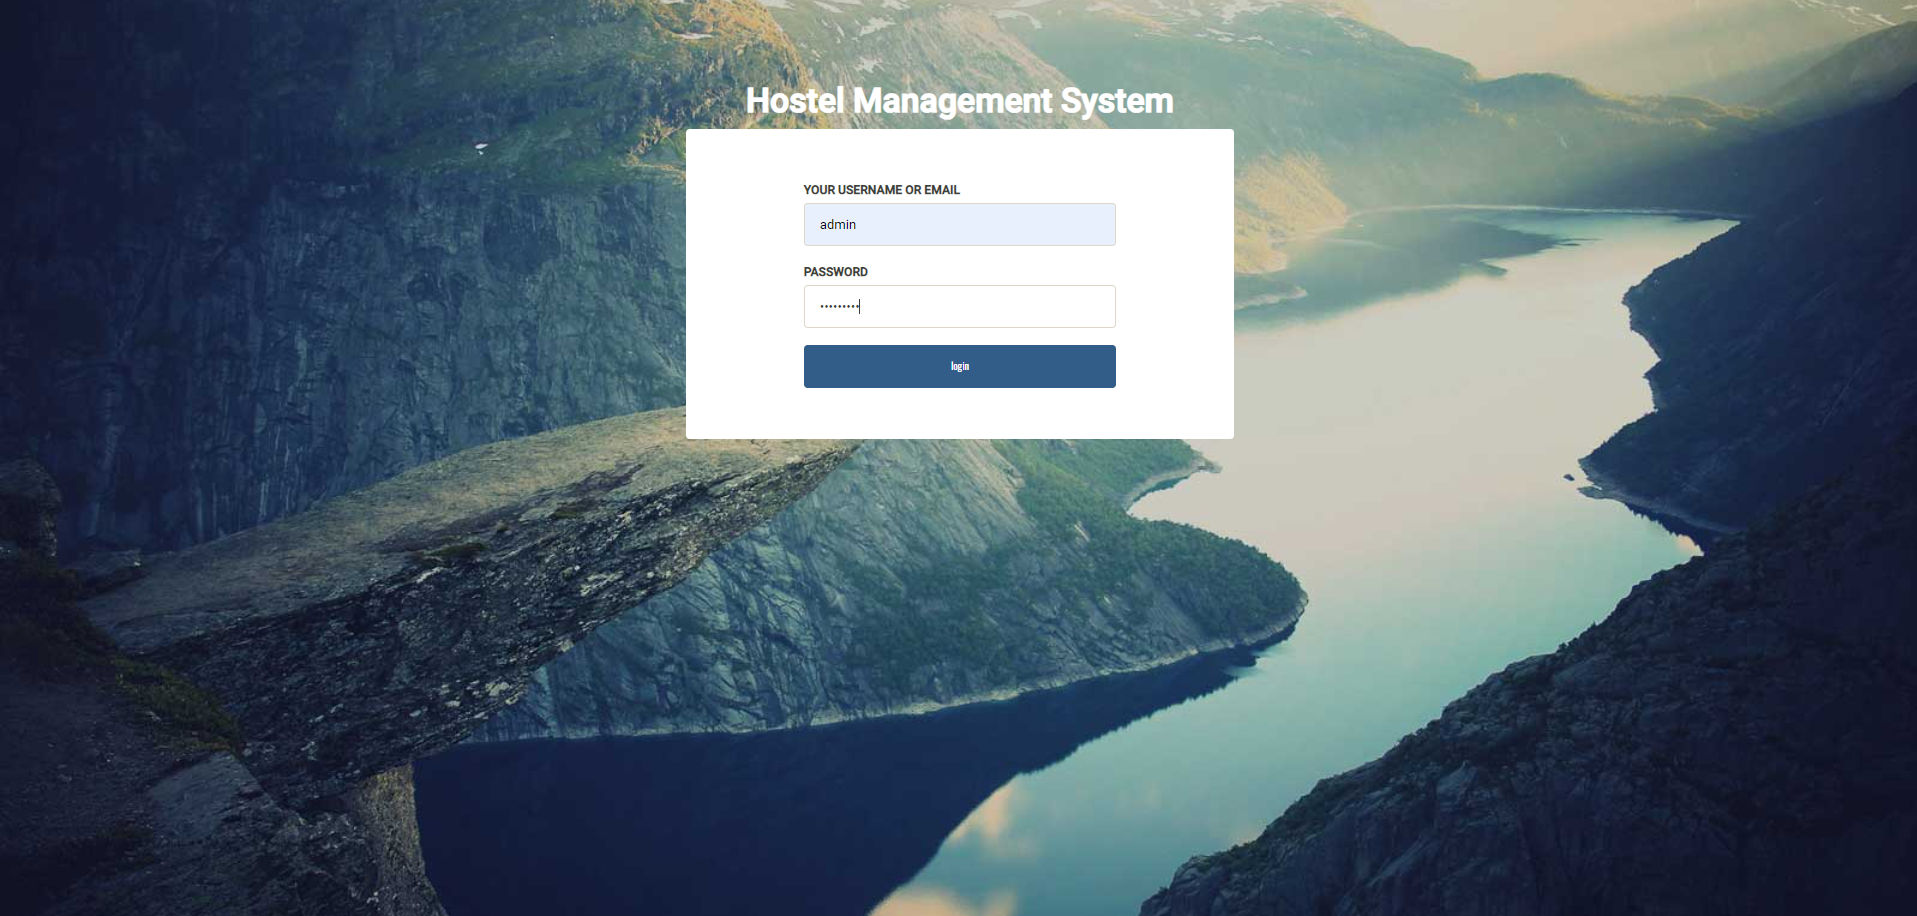 Hostel Management System
YOUR USERNAME OR EMAIL
admin
PASSWORD
•••••••••
login